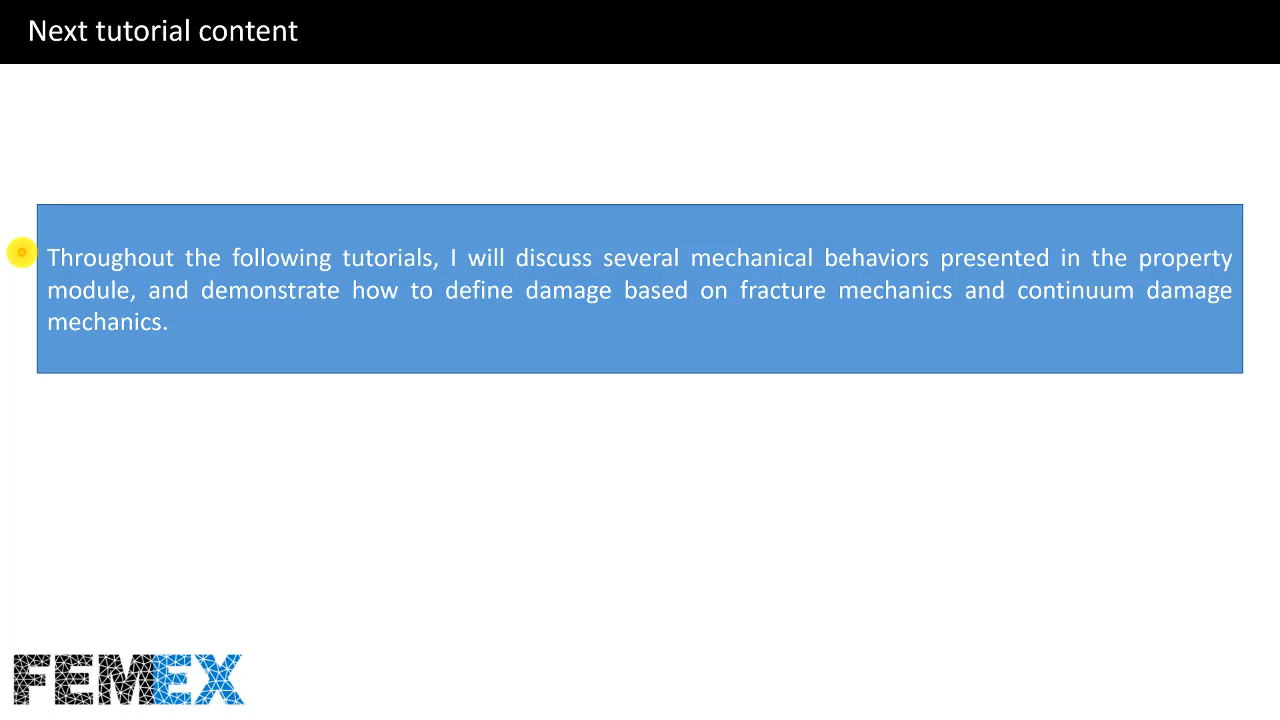 Next tutorial content
Throughout the following tutorials, I will discuss several mechanical behaviors presented in the property
module, and demonstrate how to define damage based on fracture mechanics and continuum damage
mechanics.
FEMEX